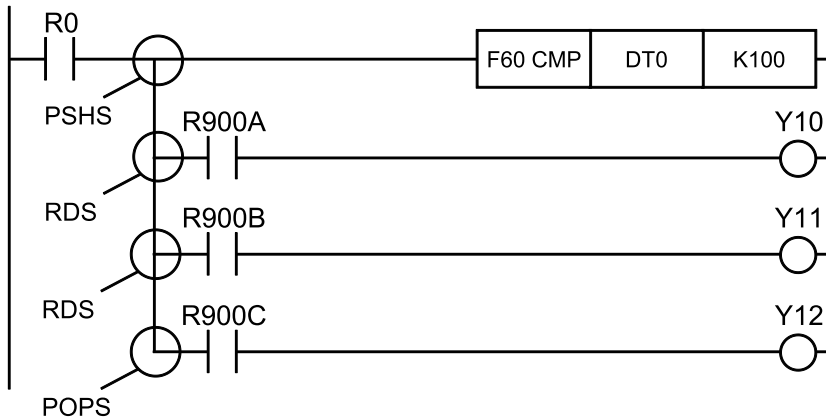 R0
F60 CMP DT0 K100
PSHS
R900A Y10
RDS
R900B Y11
RDS
R900C Y12
POPS